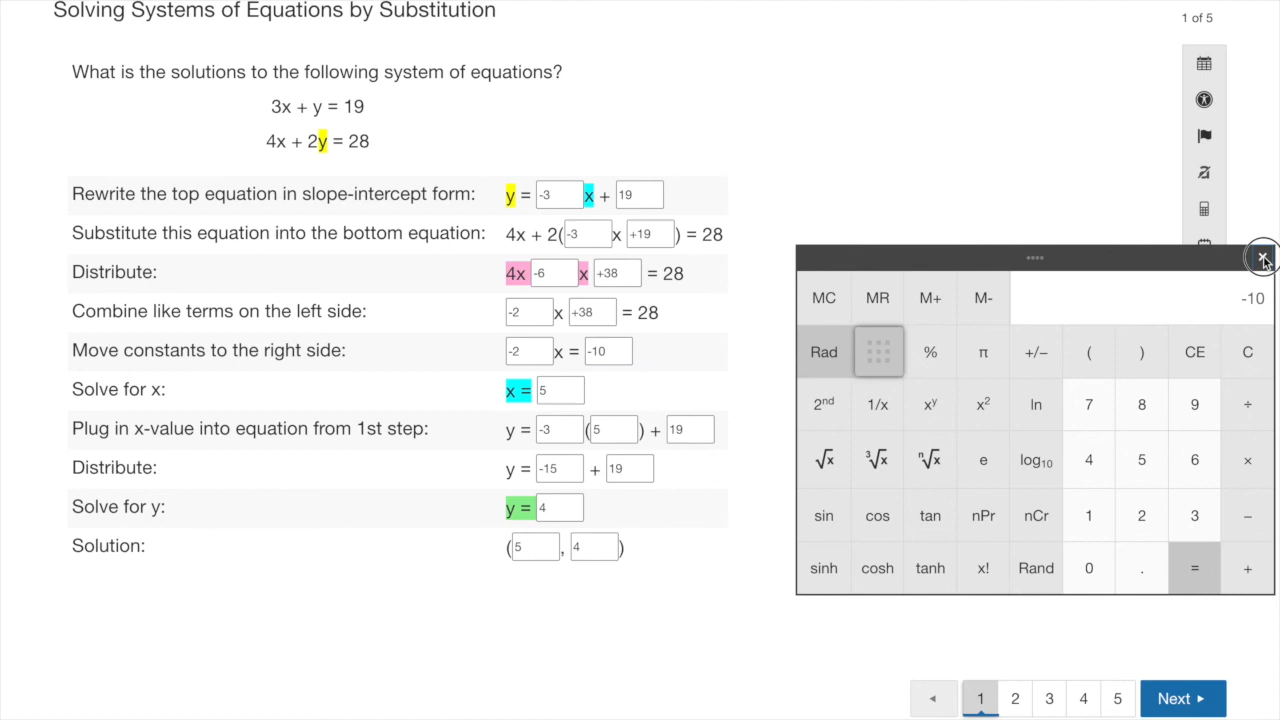 Solving Systems of Equations by Substitution
1 of 5
What is the solutions to the following system of equations?
3x + y = 19
4x + 2y = 28
Rewrite the top equation in slope-intercept form: y = -3 x + 19
Substitute this equation into the bottom equation: 4x + 2( -3 x +19 ) = 28
Distribute: 4x -6 x +38 = 28
Combine like terms on the left side: -2 x +38 = 28
Move constants to the right side: -2 x = -10
Solve for x: x = 5
Plug in x-value into equation from 1st step: y = -3 ( 5 ) + 19
Distribute: y = -15 + 19
Solve for y: y = 4
Solution: ( 5 , 4 )
MC MR M+ M- -10
Rad % π +/− ( ) CE C
2nd 1/x xʸ x² ln 7 8 9 ÷
√x ³√x ⁿ√x e log₁₀ 4 5 6 ×
sin cos tan nPr nCr 1 2 3 −
sinh cosh tanh x! Rand 0 . = +
1 2 3 4 5 Next